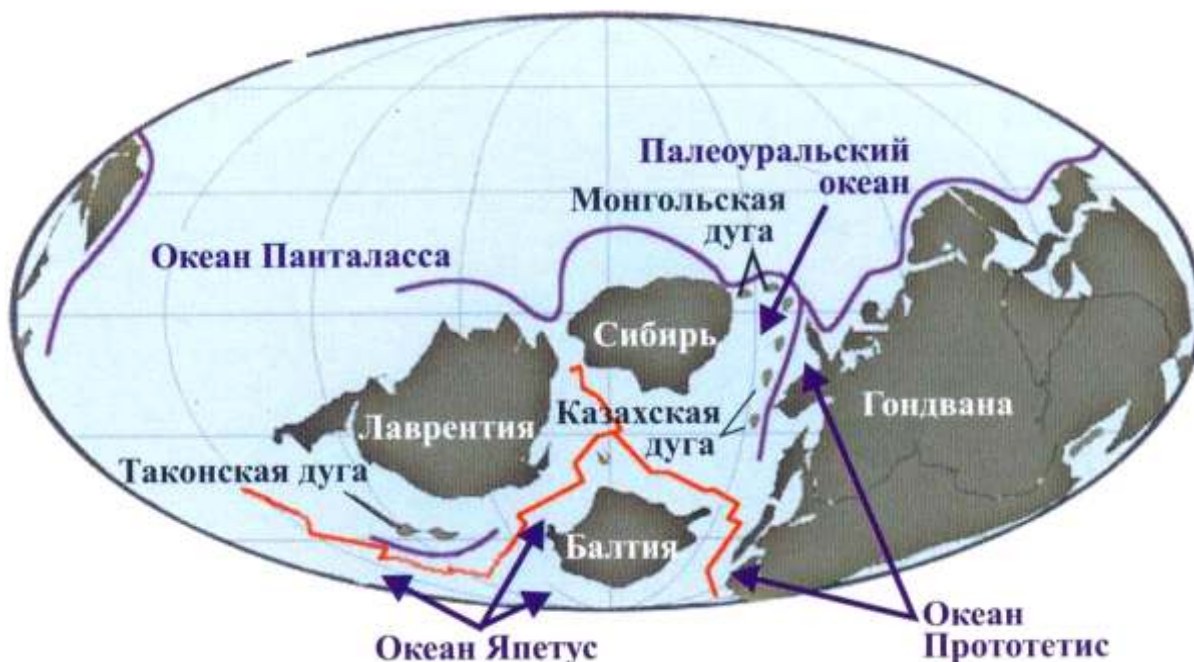 Палеоуральский
океан
Монгольская
дуга
Океан Панталасса
Сибирь
Лаврентия
Казахская
дуга
Гондвана
Таконская дуга
Балтия
Океан Япетус
Океан
Прототетис